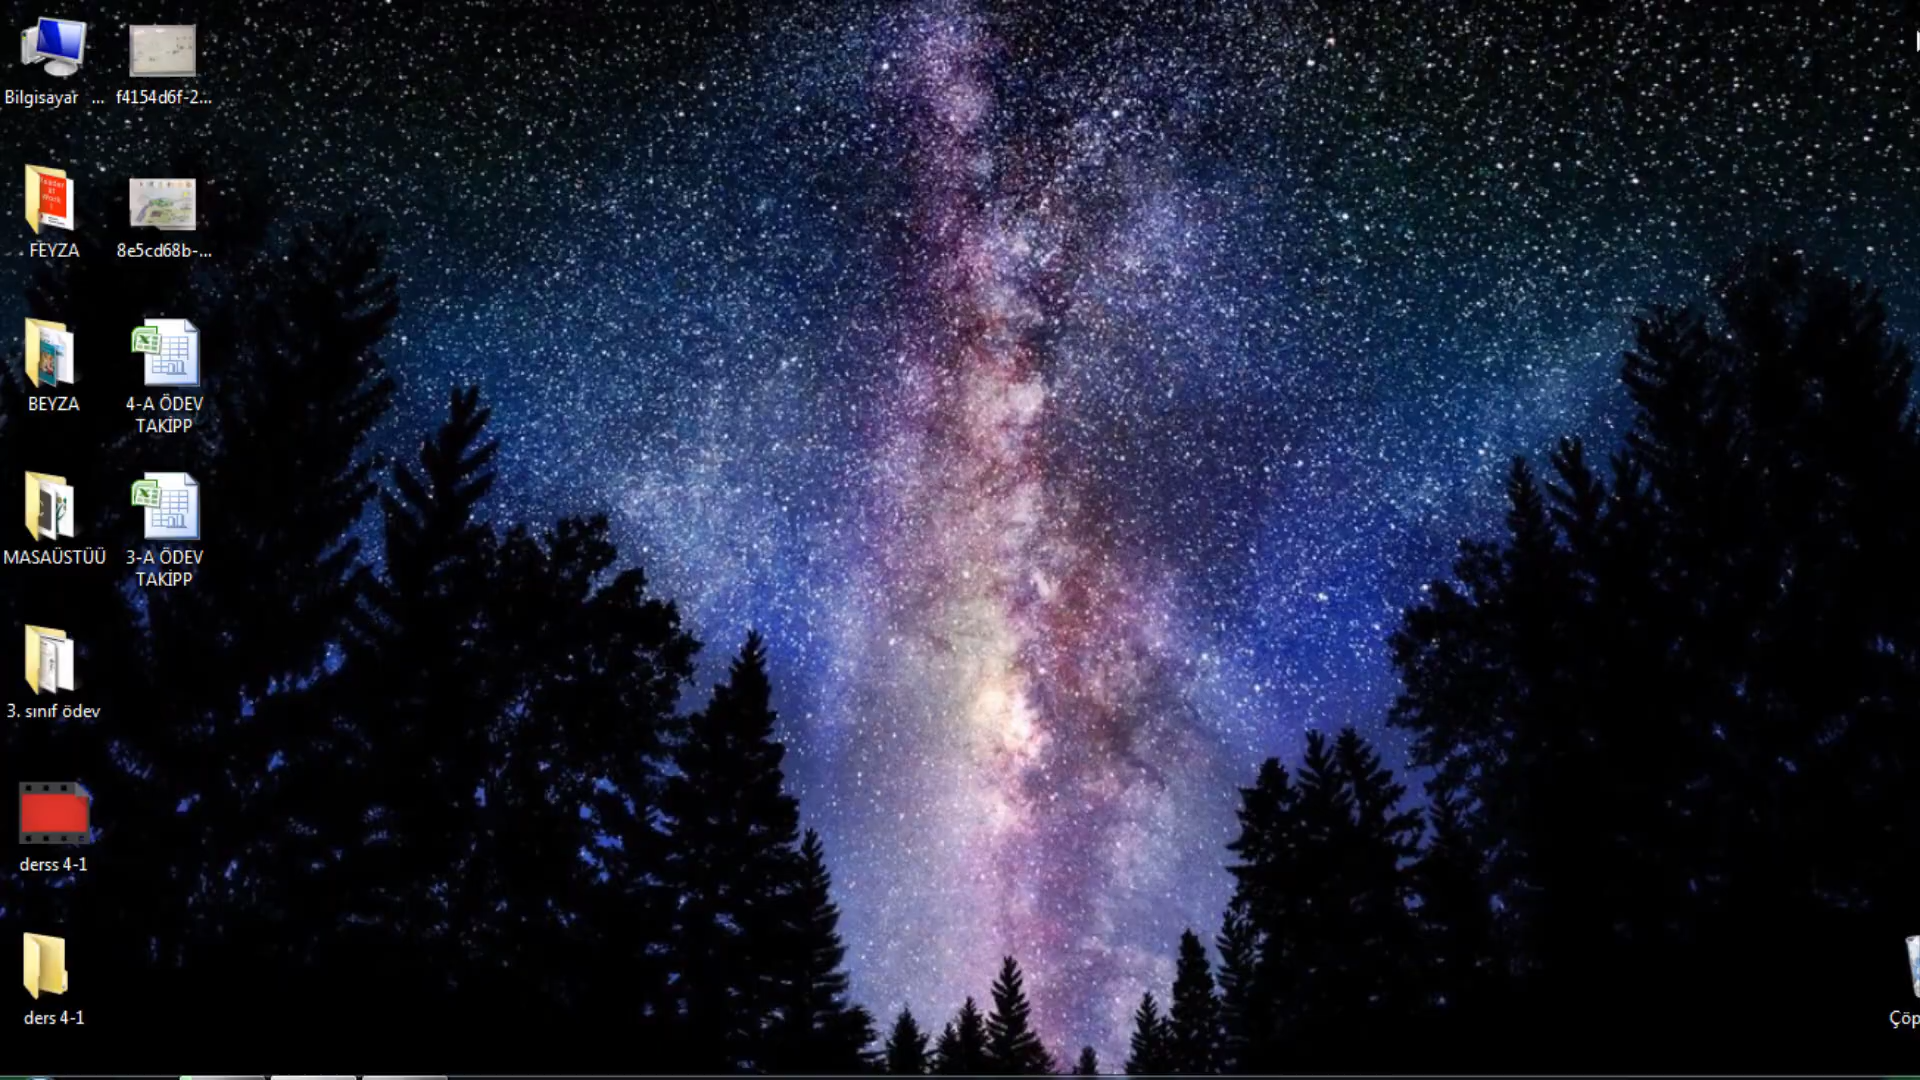 Bilgisayar ...
f4154d6f-2...
FEYZA
8e5cd68b-...
BEYZA
4-A ÖDEV
TAKİPP
MASAÜSTÜÜ
3-A ÖDEV
TAKİPP
3. sınıf ödev
derss 4-1
ders 4-1
Çöp